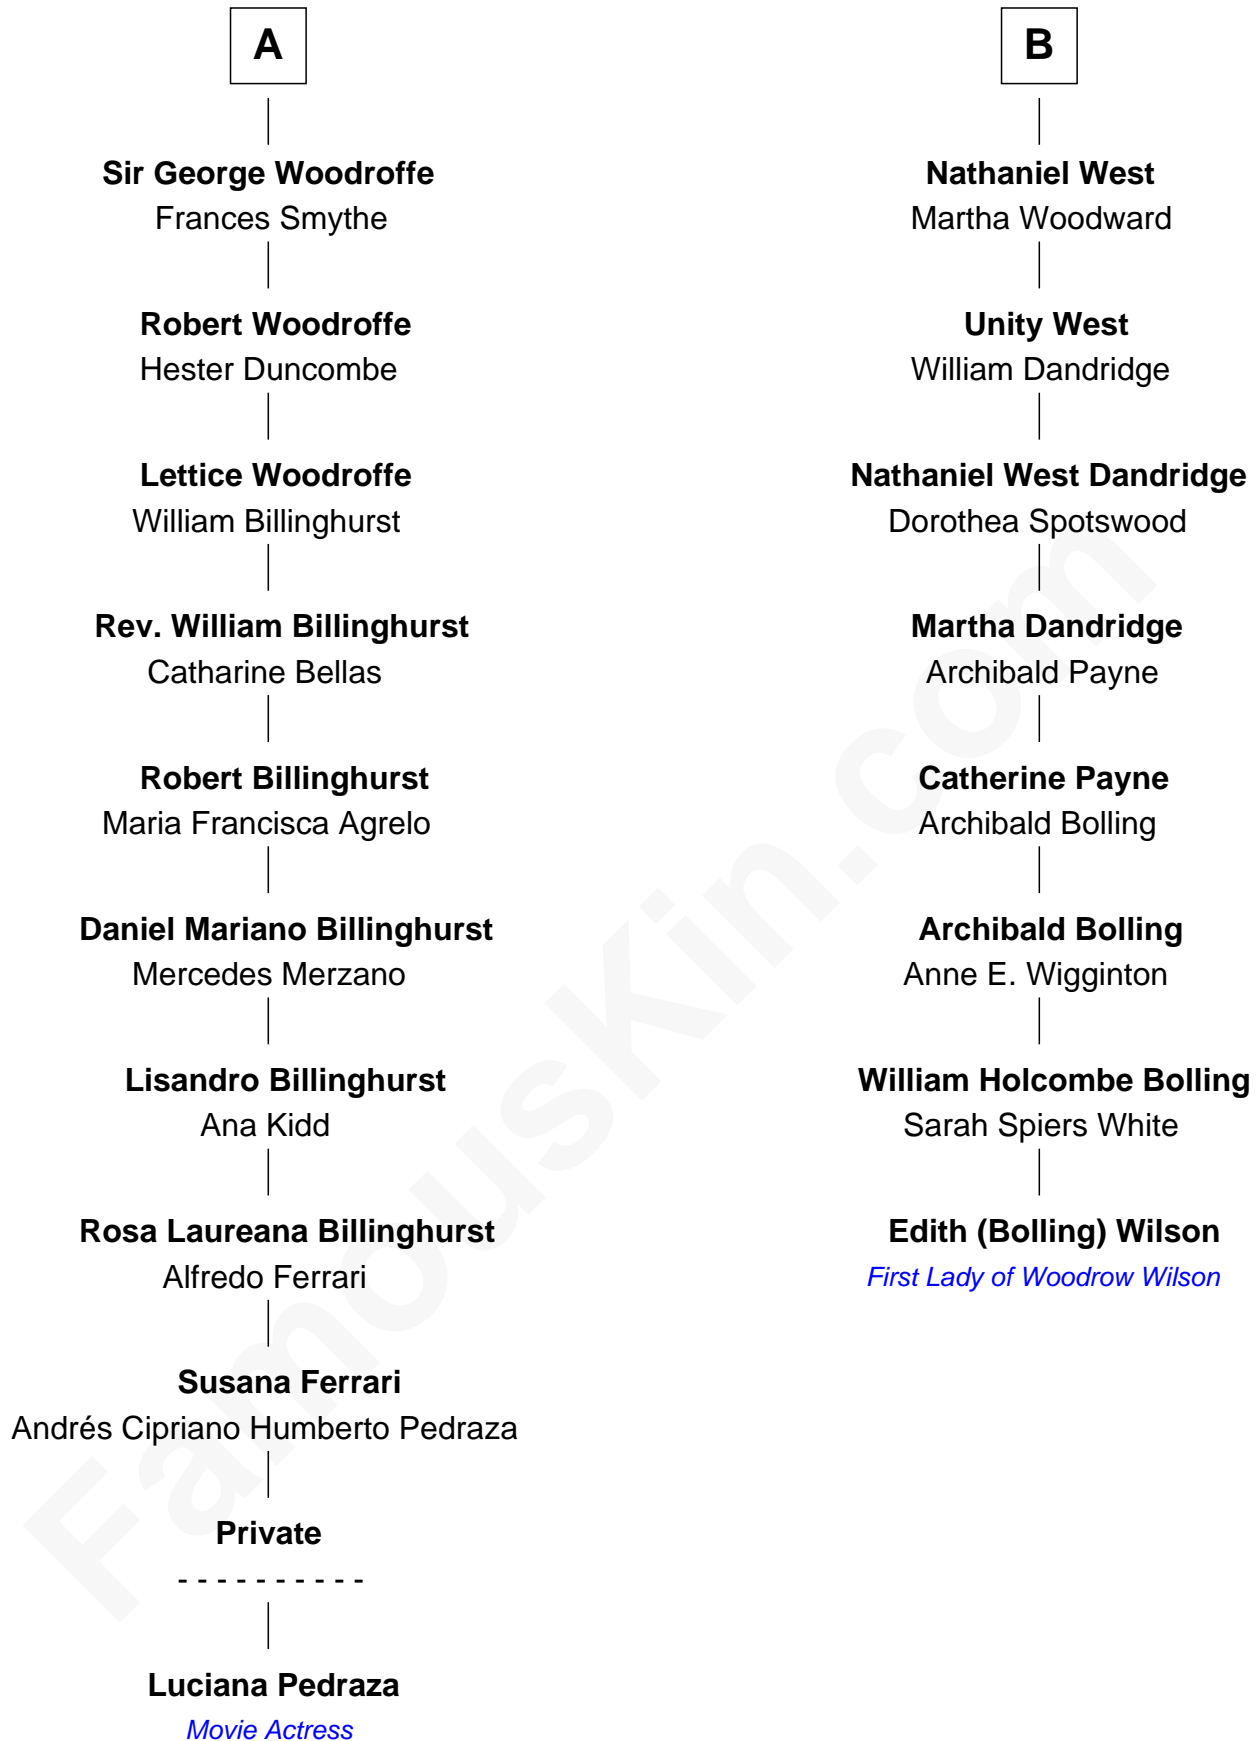 A
Sir George Woodroffe
Frances Smythe
Robert Woodroffe
Hester Duncombe
Lettice Woodroffe
William Billinghurst
Rev. William Billinghurst
Catharine Bellas
Robert Billinghurst
Maria Francisca Agrelo
Daniel Mariano Billinghurst
Mercedes Merzano
Lisandro Billinghurst
Ana Kidd
Rosa Laureana Billinghurst
Alfredo Ferrari
Susana Ferrari
Andrés Cipriano Humberto Pedraza
Private
- - - - - - - - - -
Luciana Pedraza
Movie Actress
B
Nathaniel West
Martha Woodward
Unity West
William Dandridge
Nathaniel West Dandridge
Dorothea Spotswood
Martha Dandridge
Archibald Payne
Catherine Payne
Archibald Bolling
Archibald Bolling
Anne E. Wigginton
William Holcombe Bolling
Sarah Spiers White
Edith (Bolling) Wilson
First Lady of Woodrow Wilson
FamousKin.com